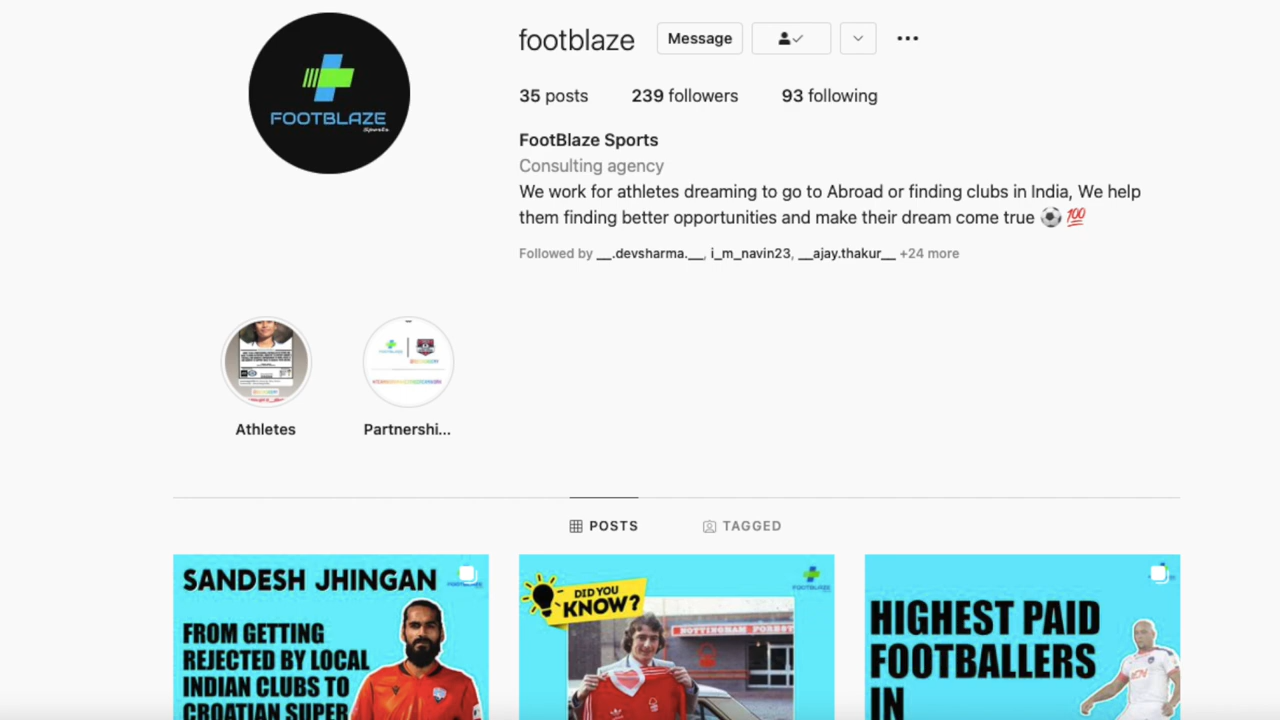 footblaze
Message
35 posts
239 followers
93 following
FOOTBLAZE
Sports
FootBlaze Sports
Consulting agency
We work for athletes dreaming to go to Abroad or finding clubs in India, We help
them finding better opportunities and make their dream come true ⚽ 💯
Followed by __.devsharma.__, i_m_navin23, __ajay.thakur__ +24 more
Athletes
Partnershi...
POSTS
TAGGED
SANDESH JHINGAN
FROM GETTING
REJECTED BY LOCAL
INDIAN CLUBS TO
CROATIAN SUPER
DID YOU
KNOW?
FOOTBLAZE
NOTTINGHAM FOREST
HIGHEST PAID
FOOTBALLERS
IN